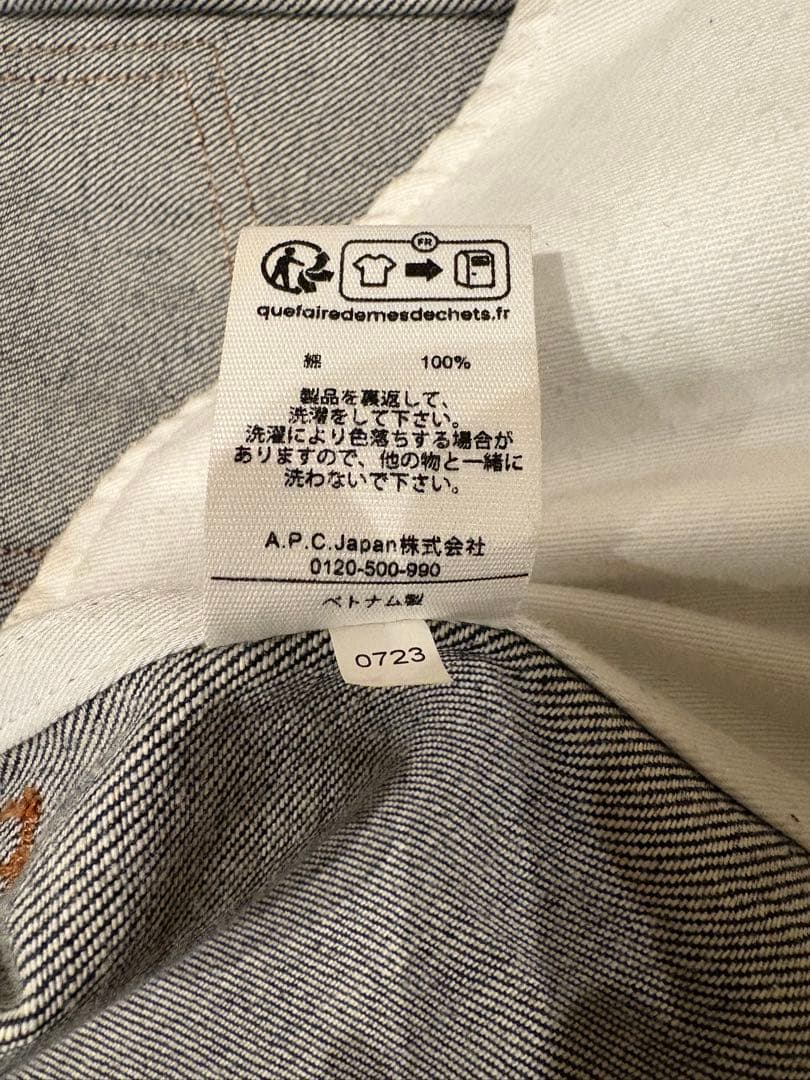 FR
quefairedemesdechets.fr
綿 100%
製品を裏返して、
洗濯をして下さい。
洗濯により色落ちする場合が
ありますので、他の物と一緒に
洗わないで下さい。
A.P.C.Japan株式会社
0120-500-990
ベトナム製
0723